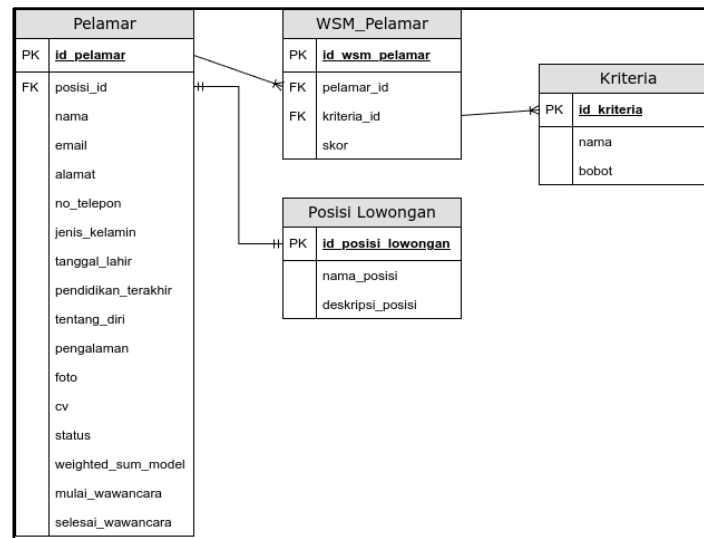 Pelamar
PK id_pelamar
FK posisi_id
nama
email
alamat
no_telepon
jenis_kelamin
tanggal_lahir
pendidikan_terakhir
tentang_diri
pengalaman
foto
cv
status
weighted_sum_model
mulai_wawancara
selesai_wawancara
WSM_Pelamar
PK id_wsm_pelamar
FK pelamar_id
FK kriteria_id
skor
Posisi Lowongan
PK id_posisi_lowongan
nama_posisi
deskripsi_posisi
Kriteria
PK id_kriteria
nama
bobot